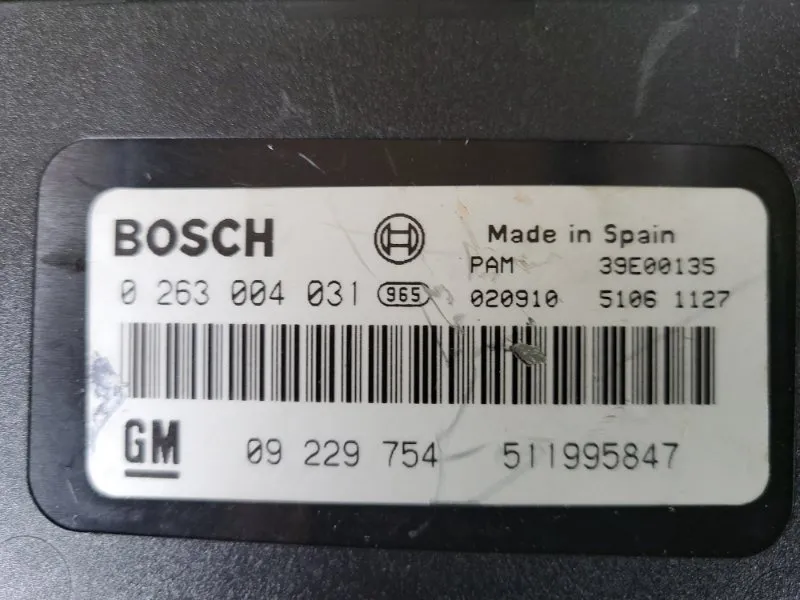 BOSCH
Made in Spain
PAM 39E00135
0 263 004 031 965 020910 5106 1127
GM 09 229 754 511995847